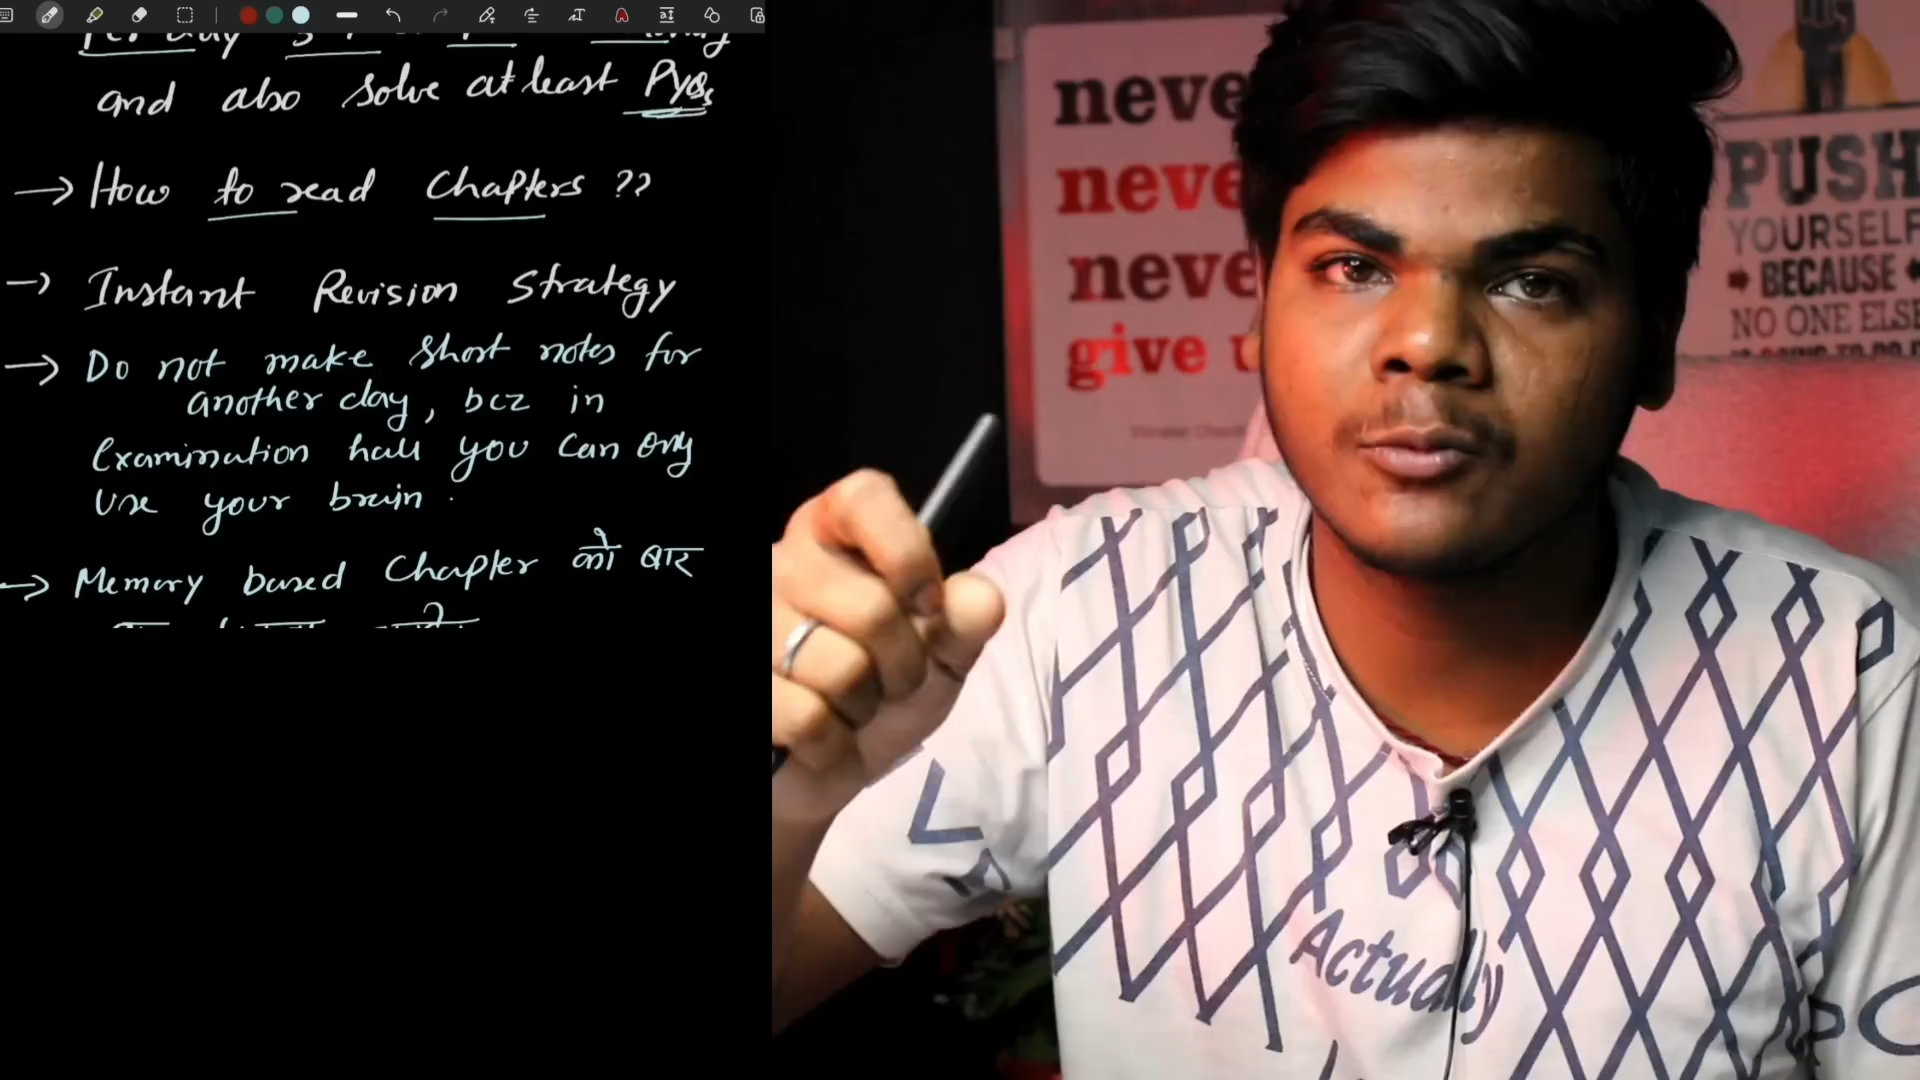 and also solve atleast Pyqs
→ How to read Chapters ??
→ Instant Revision Strategy
→ Do not make short notes for
another day, bcz in
Examination hall you can only
use your brain.
→ Memory based Chapter को बार
never
neve
neve
give u
PUSH
YOURSELF
BECAUSE
NO ONE ELSE
Actually